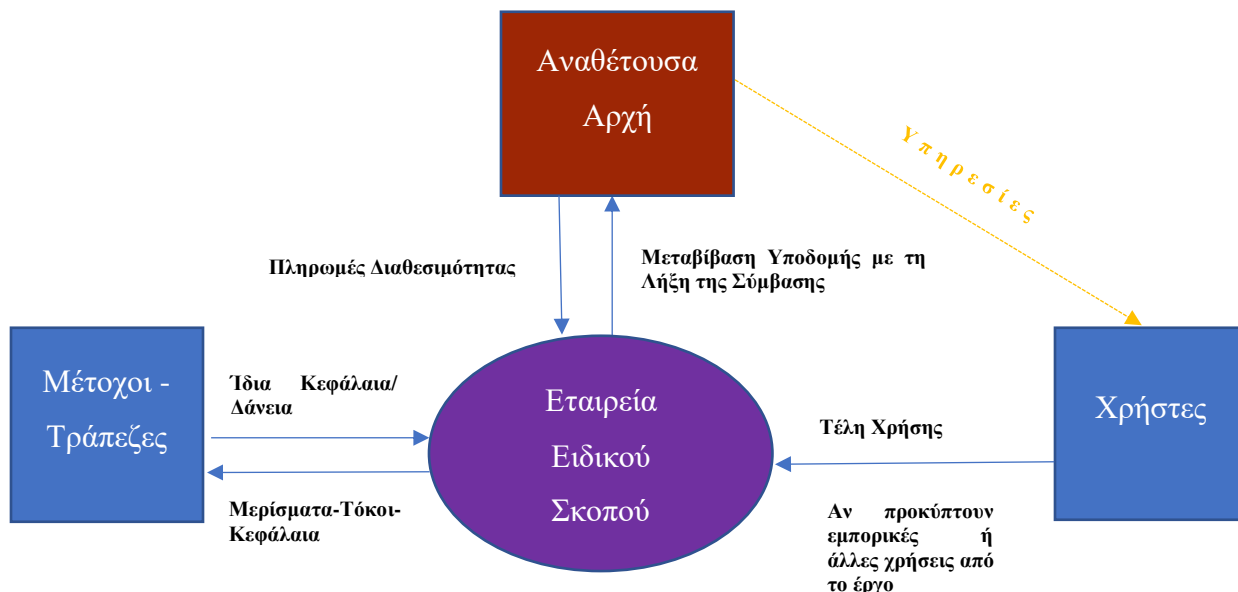 Αναθέτουσα
Αρχή
Υπηρεσίες
Πληρωμές Διαθεσιμότητας
Μεταβίβαση Υποδομής με τη
Λήξη της Σύμβασης
Μέτοχοι -
Τράπεζες
Ίδια Κεφάλαια/
Δάνεια
Μερίσματα-Τόκοι-
Κεφάλαια
Εταιρεία
Ειδικού
Σκοπού
Τέλη Χρήσης
Αν προκύπτουν
εμπορικές ή
άλλες χρήσεις από
το έργο
Χρήστες